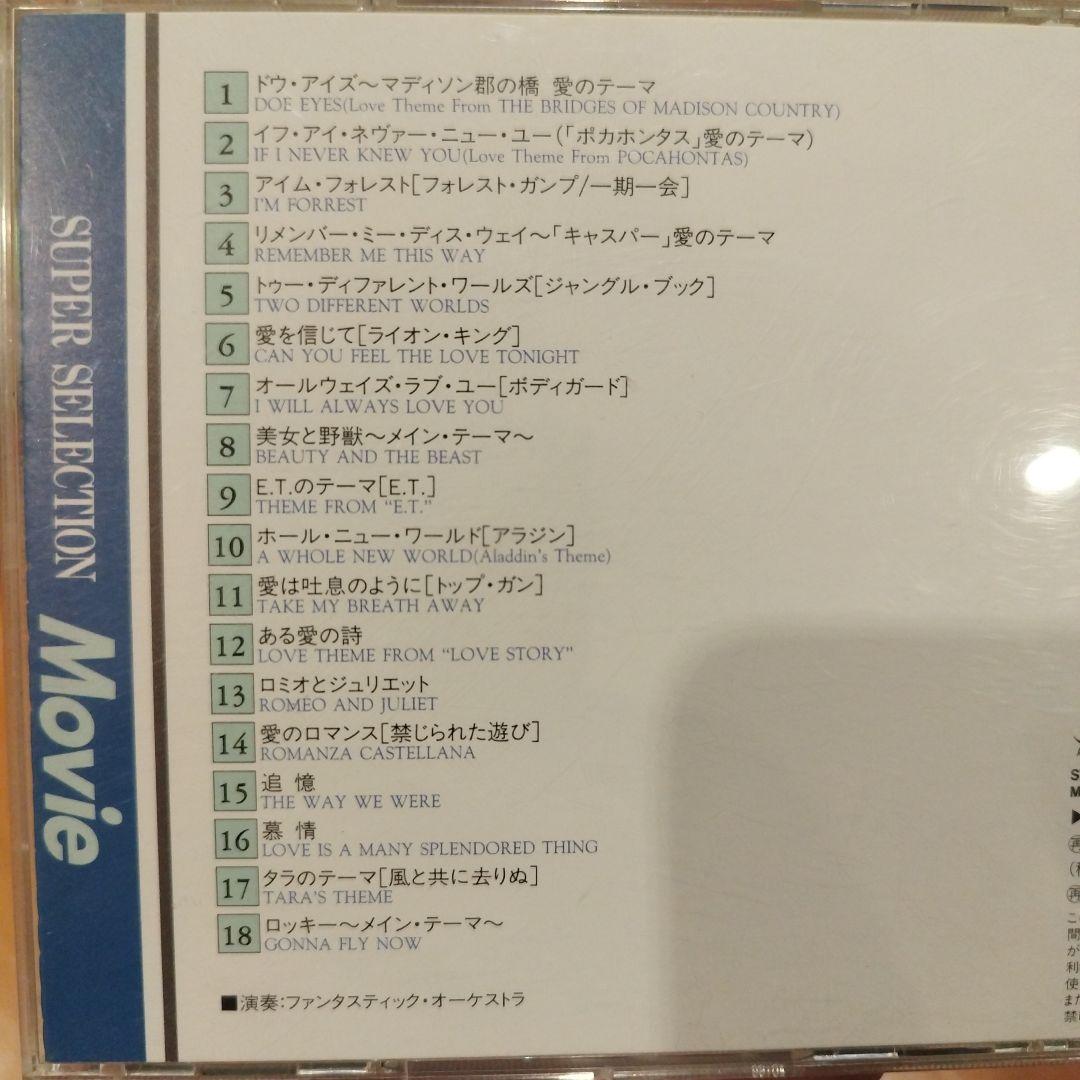 SUPER SELECTION Movie
1 ドウ・アイズ〜マディソン郡の橋 愛のテーマ
DOE EYES(Love Theme From THE BRIDGES OF MADISON COUNTRY)
2 イフ・アイ・ネヴァー・ニュー・ユー(「ポカホンタス」愛のテーマ)
IF I NEVER KNEW YOU(Love Theme From POCAHONTAS)
3 アイム・フォレスト[フォレスト・ガンプ/一期一会]
I'M FORREST
4 リメンバー・ミー・ディス・ウェイ〜「キャスパー」愛のテーマ
REMEMBER ME THIS WAY
5 トゥー・ディファレント・ワールズ[ジャングル・ブック]
TWO DIFFERENT WORLDS
6 愛を信じて[ライオン・キング]
CAN YOU FEEL THE LOVE TONIGHT
7 オールウェイズ・ラブ・ユー[ボディガード]
I WILL ALWAYS LOVE YOU
8 美女と野獣〜メイン・テーマ〜
BEAUTY AND THE BEAST
9 E.T.のテーマ[E.T.]
THEME FROM “E.T.”
10 ホール・ニュー・ワールド[アラジン]
A WHOLE NEW WORLD(Aladdin's Theme)
11 愛は吐息のように[トップ・ガン]
TAKE MY BREATH AWAY
12 ある愛の詩
LOVE THEME FROM “LOVE STORY”
13 ロミオとジュリエット
ROMEO AND JULIET
14 愛のロマンス[禁じられた遊び]
ROMANZA CASTELLANA
15 追 憶
THE WAY WE WERE
16 慕 情
LOVE IS A MANY SPLENDORED THING
17 タラのテーマ[風と共に去りぬ]
TARA'S THEME
18 ロッキー〜メイン・テーマ〜
GONNA FLY NOW
■演奏:ファンタスティック・オーケストラ
S
M
再
再
こ
間
が
利
使
また
禁